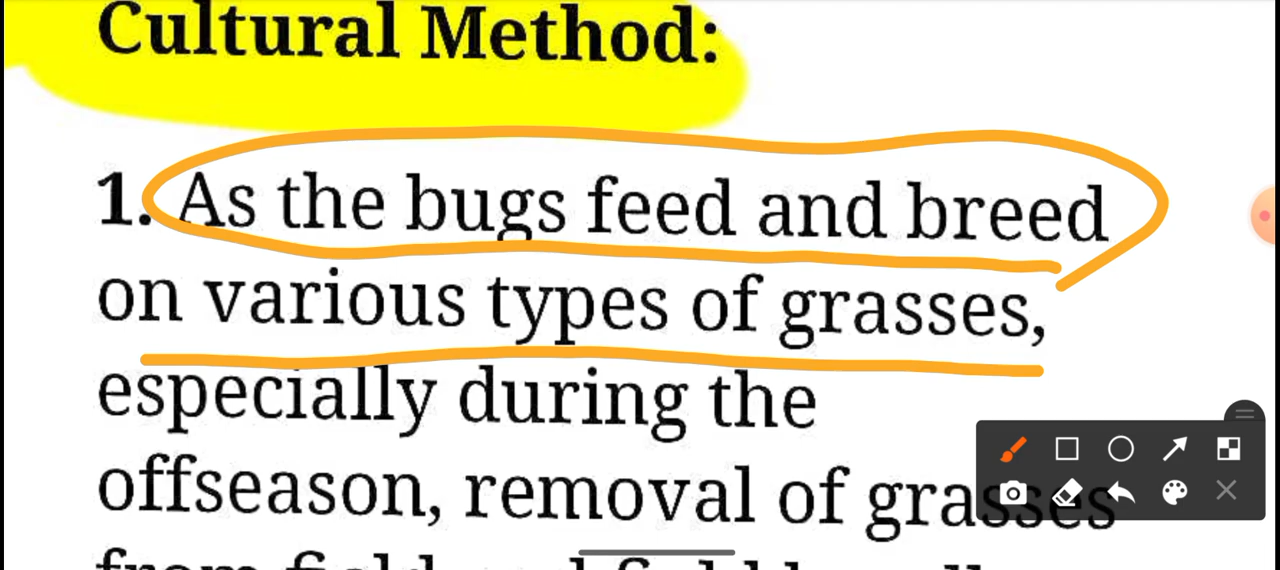 Cultural Method:
1. As the bugs feed and breed
on various types of grasses,
especially during the
offseason, removal of grasses